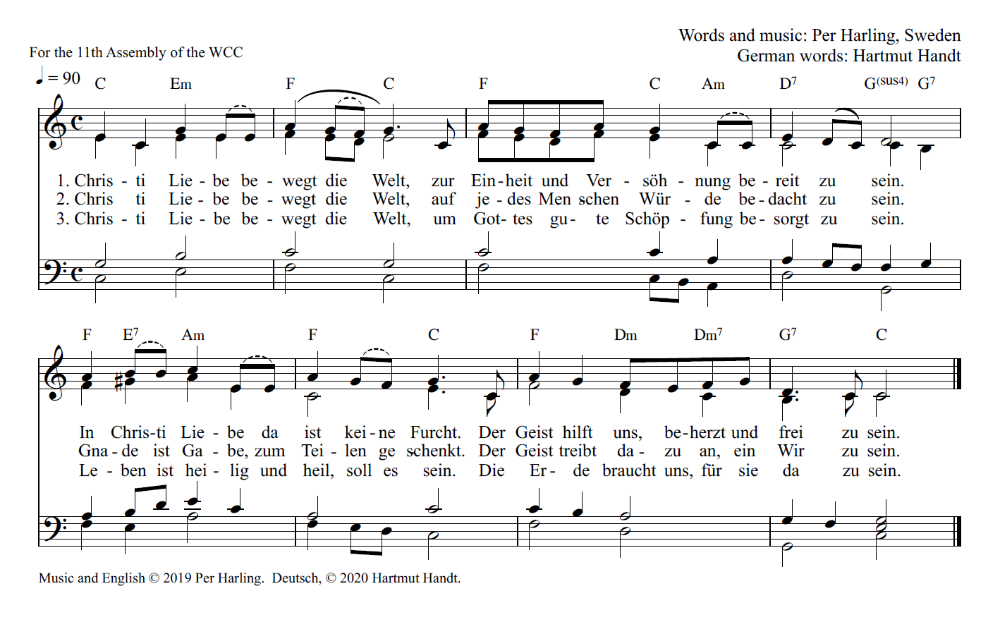 Words and music: Per Harling, Sweden
For the 11th Assembly of the WCC
German words: Hartmut Handt
♩ = 90
C Em F C F C Am D7 G(sus4) G7
1. Chris - ti Lie - be be - wegt die Welt, zur Ein-heit und Ver - söh - nung be - reit zu sein.
2. Chris ti Lie - be be - wegt die Welt, auf je - des Men schen Wür - de be - dacht zu sein.
3. Chris - ti Lie - be be - wegt die Welt, um Got- tes gu - te Schöp - fung be - sorgt zu sein.
F E7 Am F C F Dm Dm7 G7 C
In Chris-ti Lie - be da ist kei - ne Furcht. Der Geist hilft uns, be-herzt und frei zu sein.
Gna - de ist Ga - be, zum Tei - len ge schenkt. Der Geist treibt da - zu an, ein Wir zu sein.
Le - ben ist hei - lig und heil, soll es sein. Die Er - de braucht uns, für sie da zu sein.
Music and English © 2019 Per Harling. Deutsch, © 2020 Hartmut Handt.